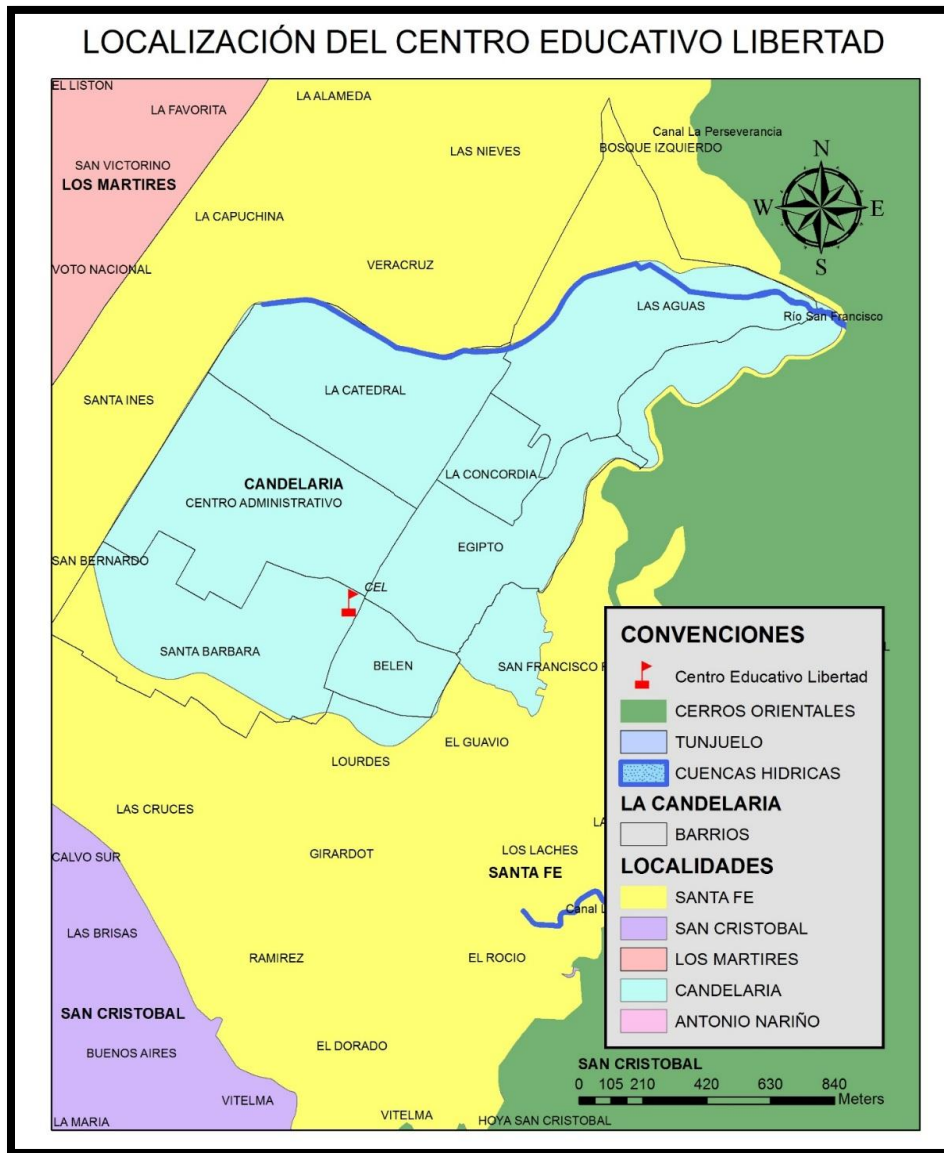 LOCALIZACIÓN DEL CENTRO EDUCATIVO LIBERTAD
EL LISTON
LA ALAMEDA
LA FAVORITA
Canal La Perseverancia
BOSQUE IZQUIERDO
LAS NIEVES
SAN VICTORINO
LOS MARTIRES
N
W E
S
LA CAPUCHINA
VOTO NACIONAL
VERACRUZ
LAS AGUAS
Río San Francisco
LA CATEDRAL
SANTA INES
LA CONCORDIA
CANDELARIA
CENTRO ADMINISTRATIVO
EGIPTO
SAN BERNARDO
CEL
SANTA BARBARA
BELEN
SAN FRANCISCO
EL GUAVIO
LOURDES
LAS CRUCES
GIRARDOT
LOS LACHES
LA
CALVO SUR
SANTA FE
Canal L
LAS BRISAS
RAMIREZ
EL ROCIO
SAN CRISTOBAL
BUENOS AIRES
EL DORADO
VITELMA
VITELMA
LA MARIA
HOYA SAN CRISTOBAL
CONVENCIONES
Centro Educativo Libertad
CERROS ORIENTALES
TUNJUELO
CUENCAS HIDRICAS
LA CANDELARIA
BARRIOS
LOCALIDADES
SANTA FE
SAN CRISTOBAL
LOS MARTIRES
CANDELARIA
ANTONIO NARIÑO
SAN CRISTOBAL
0 105 210 420 630 840
Meters